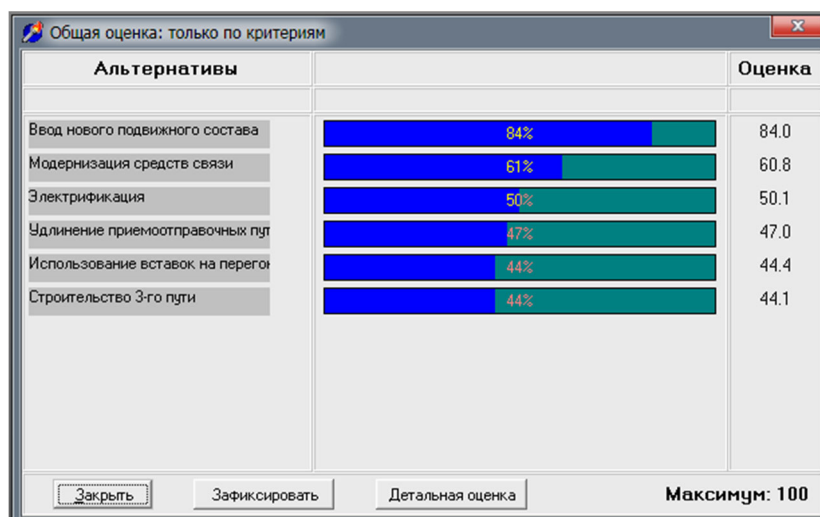 Общая оценка: только по критериям
Альтернативы Оценка
Ввод нового подвижного состава 84% 84.0
Модернизация средств связи 61% 60.8
Электрификация 50% 50.1
Удлинение приемоотправочных пут 47% 47.0
Использование вставок на перегон 44% 44.4
Строительство 3-го пути 44% 44.1
Закрыть Зафиксировать Детальная оценка Максимум: 100